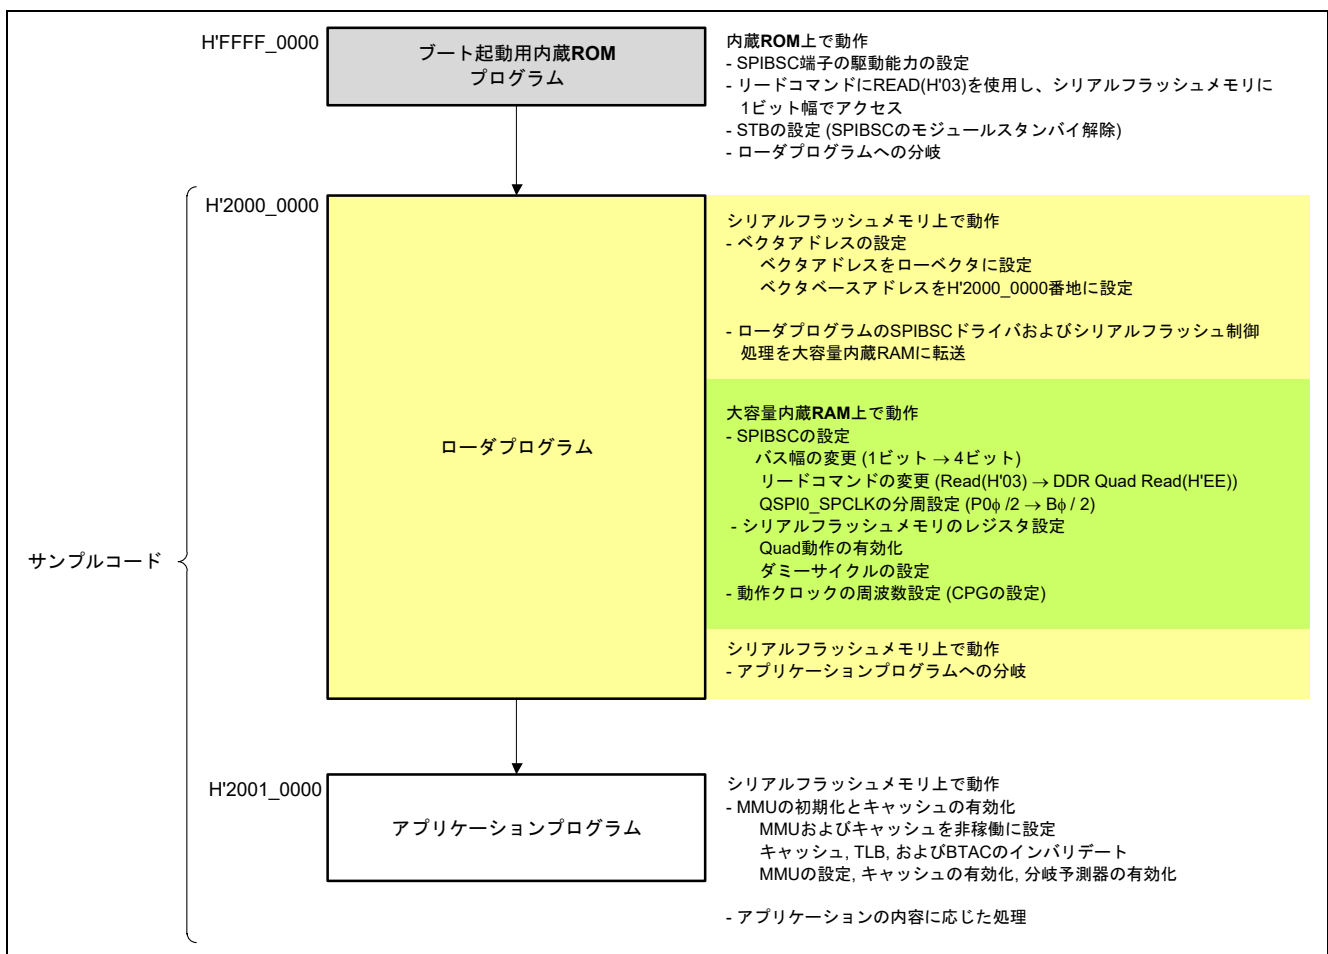 H'FFFF_0000
ブート起動用内蔵ROM
プログラム
内蔵ROM上で動作
- SPIBSC端子の駆動能力の設定
- リードコマンドにREAD(H'03)を使用し、シリアルフラッシュメモリに
1ビット幅でアクセス
- STBの設定 (SPIBSCのモジュールスタンバイ解除)
- ローダプログラムへの分岐
サンプルコード
H'2000_0000
ローダプログラム
シリアルフラッシュメモリ上で動作
- ベクタアドレスの設定
ベクタアドレスをローベクタに設定
ベクタベースアドレスをH'2000_0000番地に設定
- ローダプログラムのSPIBSCドライバおよびシリアルフラッシュ制御
処理を大容量内蔵RAMに転送
大容量内蔵RAM上で動作
- SPIBSCの設定
バス幅の変更 (1ビット → 4ビット)
リードコマンドの変更 (Read(H'03) → DDR Quad Read(H'EE))
QSPI0_SPCLKの分周設定 (P0ϕ /2 → Bϕ / 2)
- シリアルフラッシュメモリのレジスタ設定
Quad動作の有効化
ダミーサイクルの設定
- 動作クロックの周波数設定 (CPGの設定)
シリアルフラッシュメモリ上で動作
- アプリケーションプログラムへの分岐
H'2001_0000
アプリケーションプログラム
シリアルフラッシュメモリ上で動作
- MMUの初期化とキャッシュの有効化
MMUおよびキャッシュを非稼働に設定
キャッシュ, TLB, およびBTACのインバリデート
MMUの設定, キャッシュの有効化, 分岐予測器の有効化
- アプリケーションの内容に応じた処理